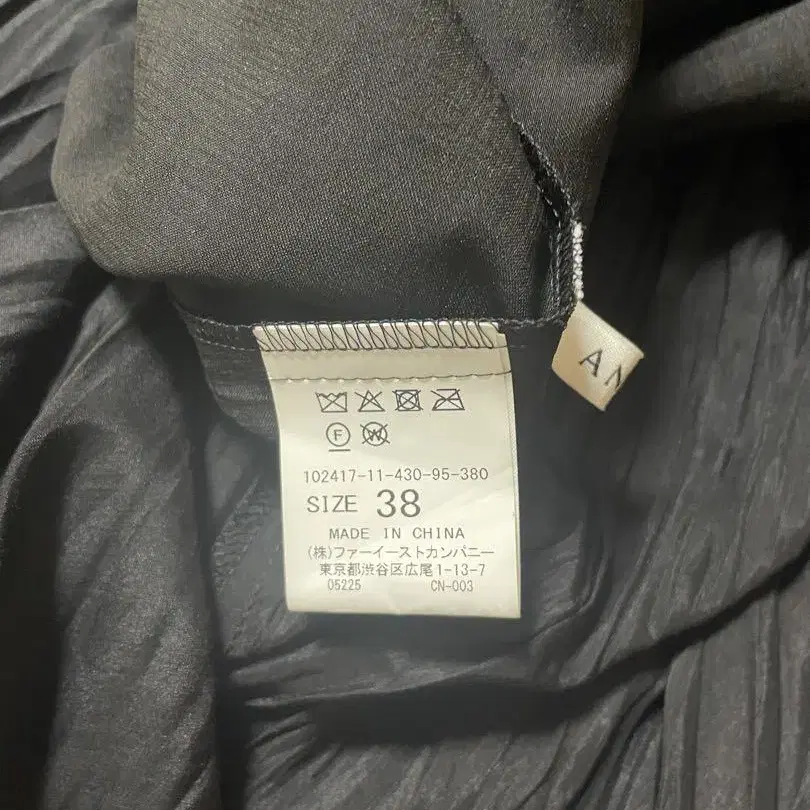 AN
F
W
102417-11-430-95-380
SIZE 38
MADE IN CHINA
(株)ファーイーストカンパニー
東京都渋谷区広尾1-13-7
05225 CN-003